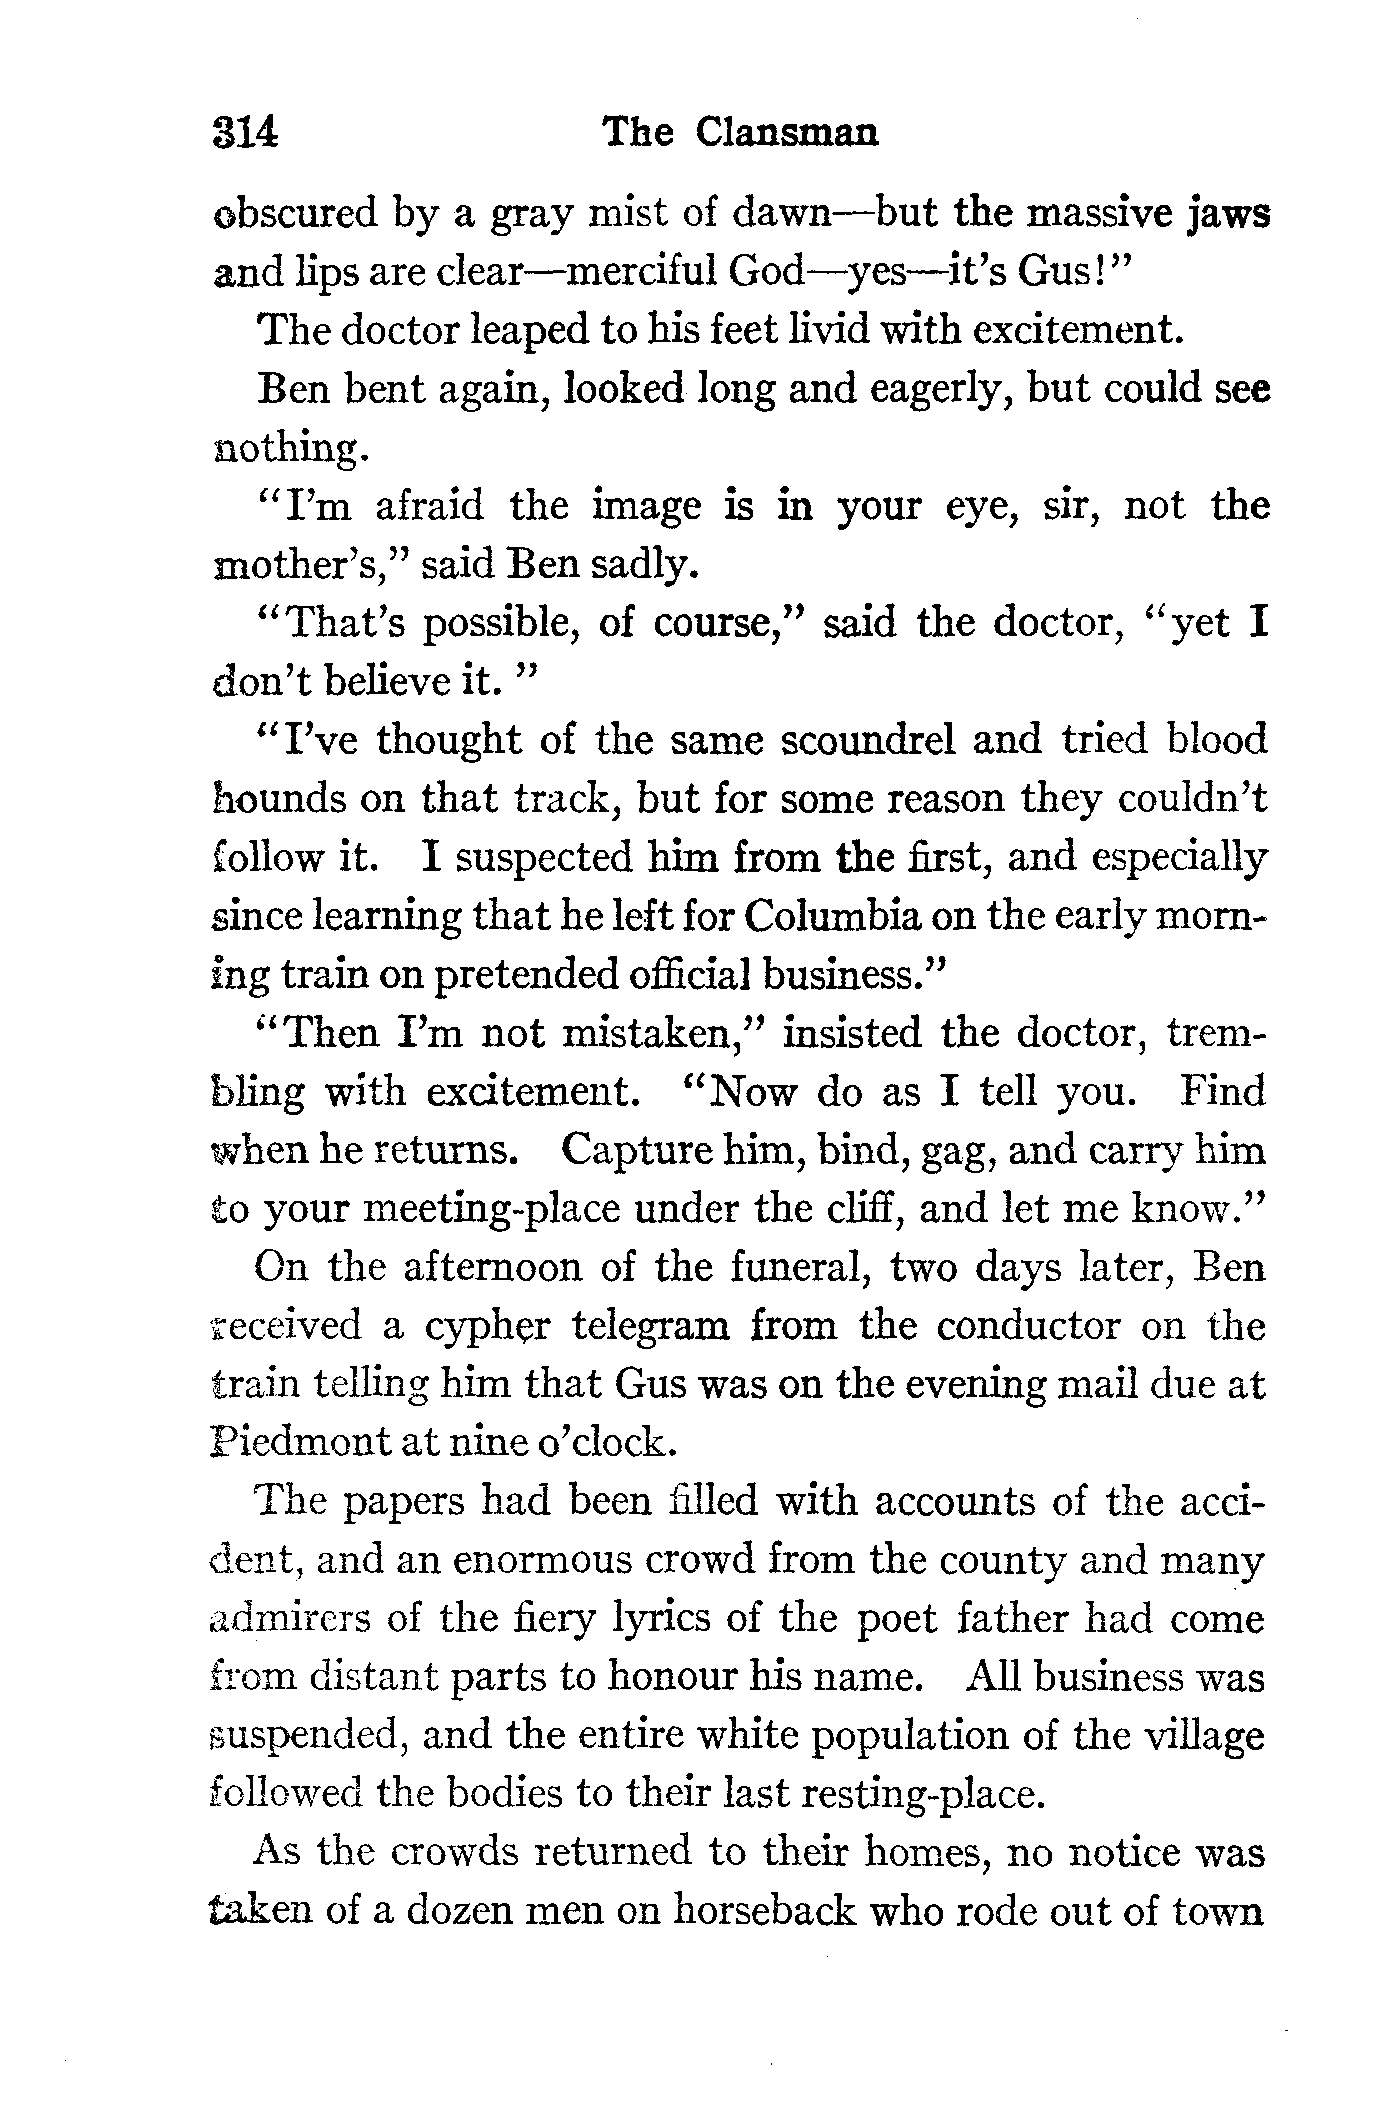 314 The Clansman
obscured by a gray mist of dawn—but the massive jaws
and lips are clear—merciful God—yes—it's Gus!"
The doctor leaped to his feet livid with excitement.
Ben bent again, looked long and eagerly, but could see
nothing.
"I'm afraid the image is in your eye, sir, not the
mother's," said Ben sadly.
"That's possible, of course," said the doctor, "yet I
don't believe it. "
"I've thought of the same scoundrel and tried blood
hounds on that track, but for some reason they couldn't
follow it. I suspected him from the first, and especially
since learning that he left for Columbia on the early morn-
ing train on pretended official business."
"Then I'm not mistaken," insisted the doctor, trem-
bling with excitement. "Now do as I tell you. Find
when he returns. Capture him, bind, gag, and carry him
to your meeting-place under the cliff, and let me know."
On the afternoon of the funeral, two days later, Ben
received a cypher telegram from the conductor on the
train telling him that Gus was on the evening mail due at
Piedmont at nine o'clock.
The papers had been filled with accounts of the acci-
dent, and an enormous crowd from the county and many
admirers of the fiery lyrics of the poet father had come
from distant parts to honour his name. All business was
suspended, and the entire white population of the village
followed the bodies to their last resting-place.
As the crowds returned to their homes, no notice was
taken of a dozen men on horseback who rode out of town